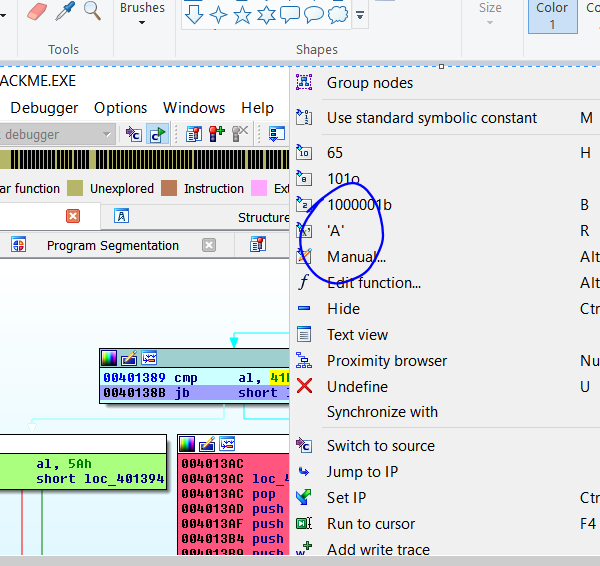 Tools
Brushes
Shapes
Size
Color
1
ACKME.EXE
Debugger Options Windows Help
debugger
ar function Unexplored Instruction Ext
Structure
Program Segmentation
00401389 cmp al, 41
0040138B jb short l
al, 5Ah
short loc_401394
004013AC
004013AC loc_4
004013AC pop
004013AD push
004013AF push
004013B4 push
004013B9 push
Group nodes
Use standard symbolic constant M
65 H
101o
1000001b B
'A' R
Manual... Alt
Edit function... Alt
Hide Ctr
Text view
Proximity browser Nu
Undefine U
Synchronize with
Switch to source
Jump to IP
Set IP Ctr
Run to cursor F4
Add write trace